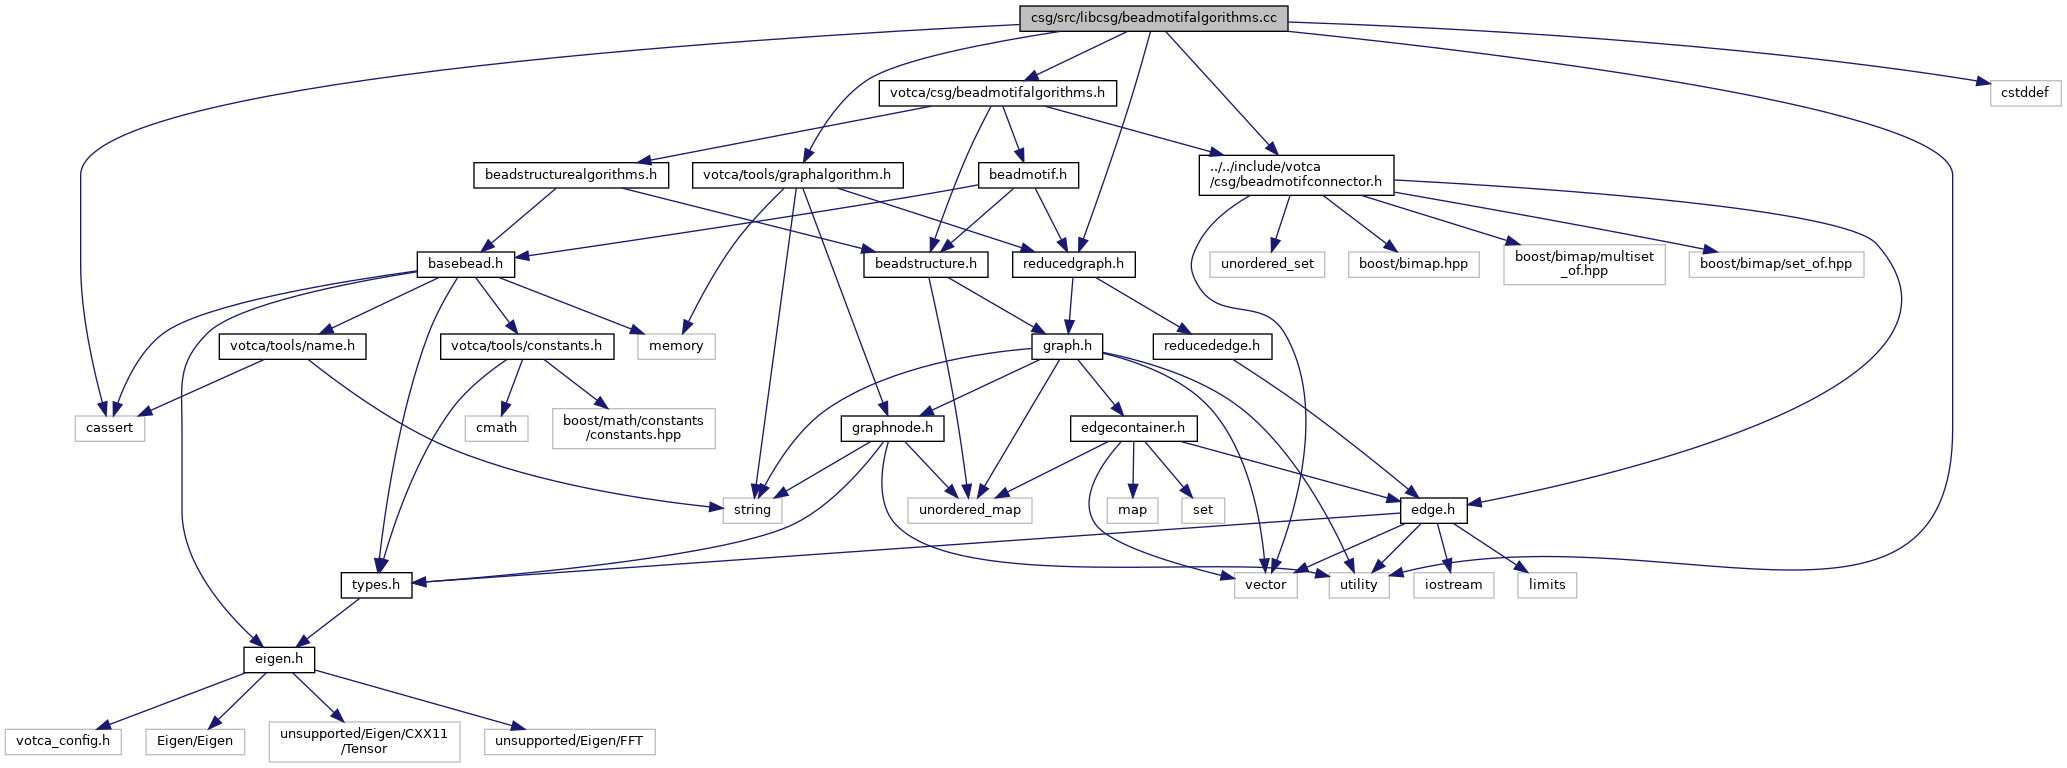 csg/src/libcsg/beadmotifalgorithms.cc
votca/csg/beadmotifalgorithms.h
cstddef
beadstructurealgorithms.h
votca/tools/graphalgorithm.h
beadmotif.h
../../include/votca
/csg/beadmotifconnector.h
basebead.h
beadstructure.h
reducedgraph.h
unordered_set
boost/bimap.hpp
boost/bimap/multiset
_of.hpp
boost/bimap/set_of.hpp
votca/tools/name.h
votca/tools/constants.h
memory
graph.h
reducededge.h
cassert
cmath
boost/math/constants
/constants.hpp
graphnode.h
edgecontainer.h
string
unordered_map
map
set
edge.h
types.h
vector
utility
iostream
limits
eigen.h
votca_config.h
Eigen/Eigen
unsupported/Eigen/CXX11
/Tensor
unsupported/Eigen/FFT